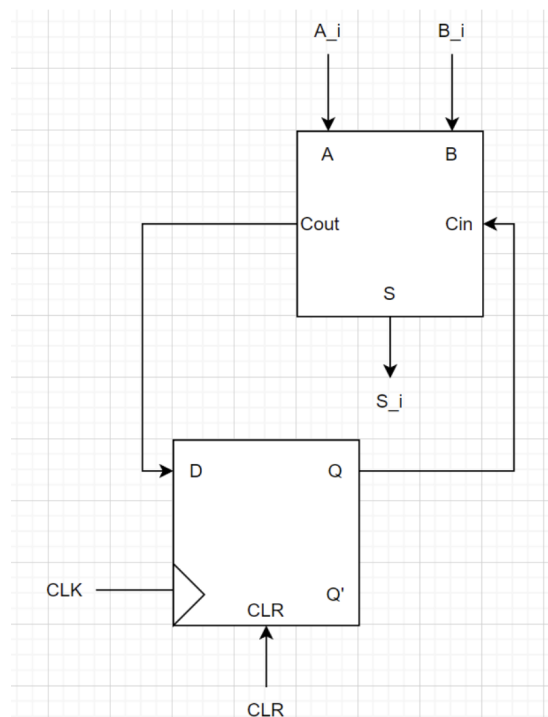 A_i B_i
A B
Cout Cin
S
S_i
D Q
CLK Q'
CLR
CLR